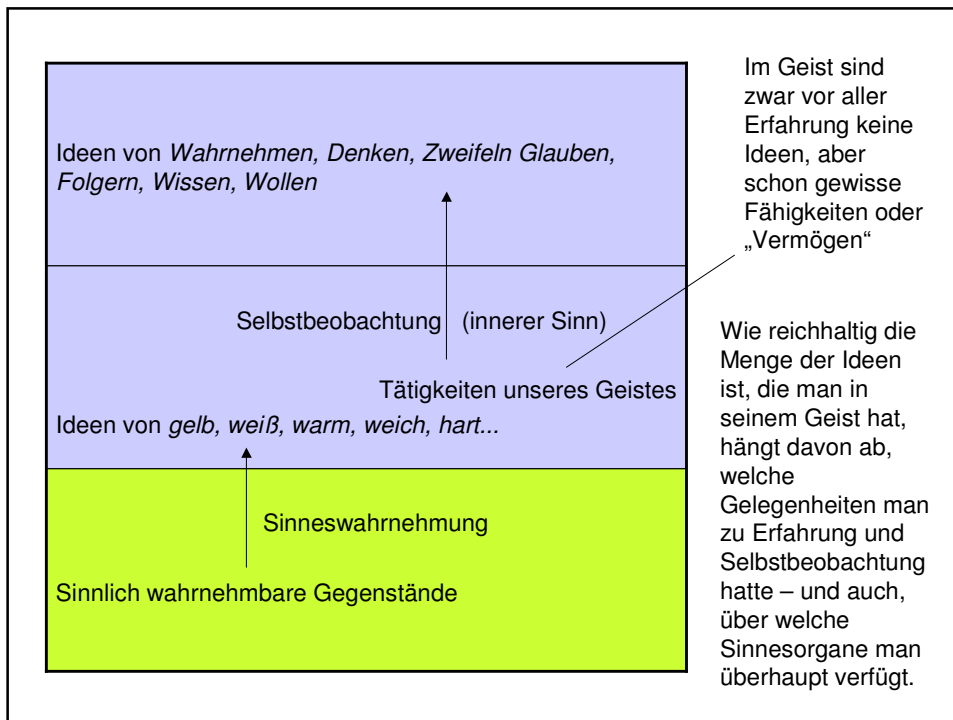 Ideen von Wahrnehmen, Denken, Zweifeln Glauben,
Folgern, Wissen, Wollen
Selbstbeobachtung (innerer Sinn)
Tätigkeiten unseres Geistes
Ideen von gelb, weiß, warm, weich, hart...
Sinneswahrnehmung
Sinnlich wahrnehmbare Gegenstände
Im Geist sind
zwar vor aller
Erfahrung keine
Ideen, aber
schon gewisse
Fähigkeiten oder
„Vermögen“
Wie reichhaltig die
Menge der Ideen
ist, die man in
seinem Geist hat,
hängt davon ab,
welche
Gelegenheiten man
zu Erfahrung und
Selbstbeobachtung
hatte – und auch,
über welche
Sinnesorgane man
überhaupt verfügt.